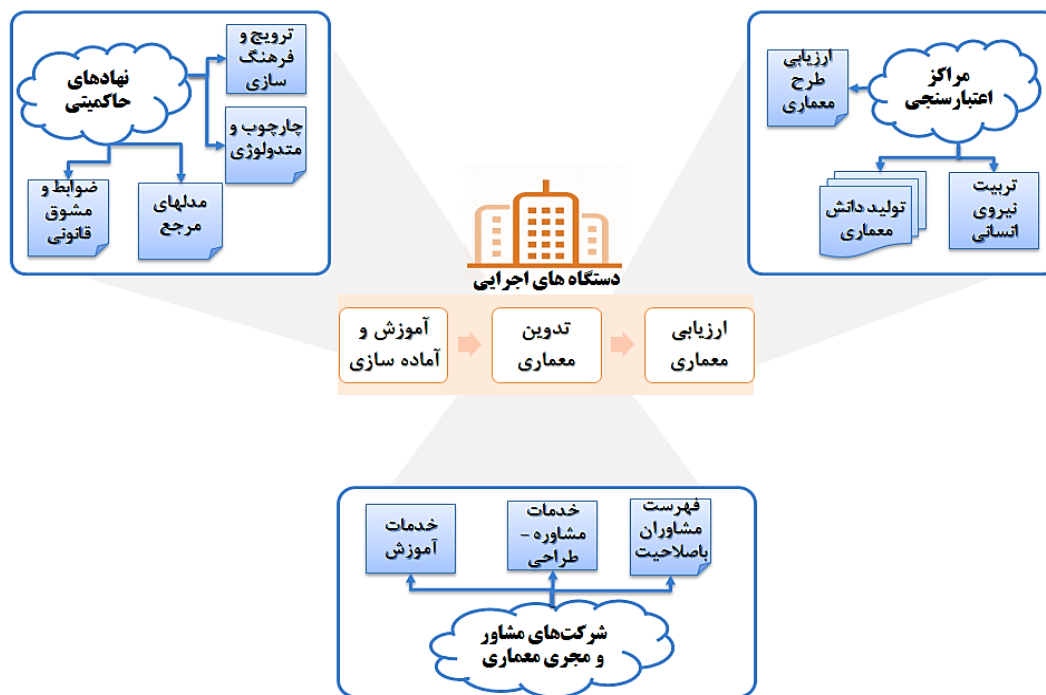 ترویج و
فرهنگ
سازی
نهادهای
حاکمیتی
چارچوب و
متدولوژی
ضوابط و
مشوق
قانونی
مدلهای
مرجع
ارزیابی
طرح
معماری
مراکز
اعتبارسنجی
تولید دانش
معماری
تربیت
نیروی
انسانی
دستگاه های اجرایی
آموزش و
آماده سازی
تدوین
معماری
ارزیابی
معماری
خدمات
آموزش
خدمات
مشاوره –
طراحی
فهرست
مشاوران
باصلاحیت
شرکت‌های مشاور
و مجری معماری